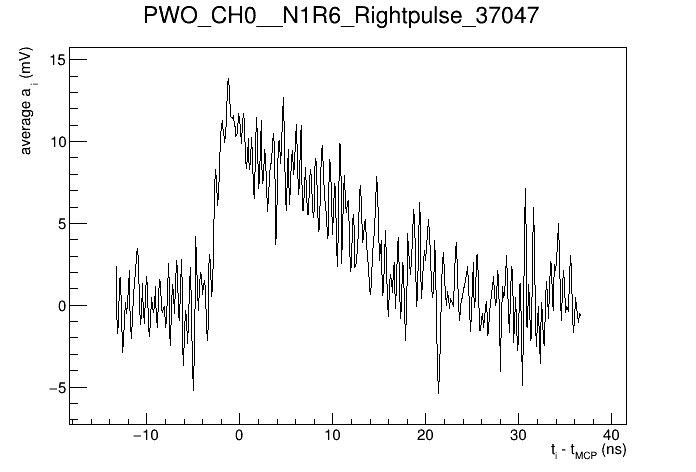 PWO_CH0__N1R6_Rightpulse_37047
average a_i (mV)
15
10
5
0
−5
−10 0 10 20 30 40
t_i - t_MCP (ns)